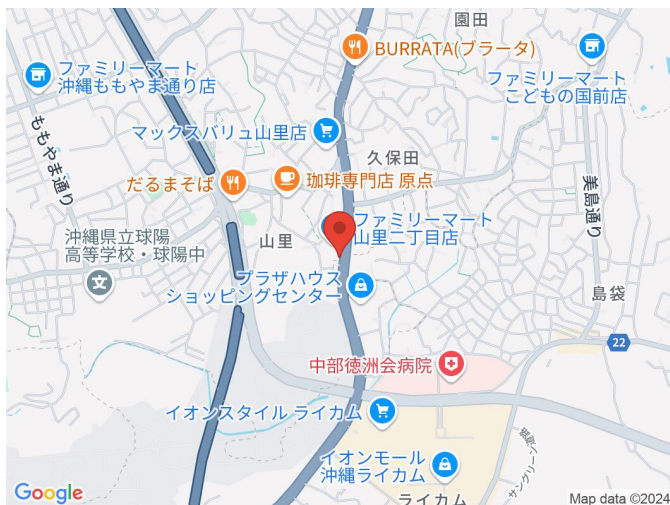 園田
BURRATA(ブラータ)
ファミリーマート
沖縄ももやま通り店
ファミリーマート
こどもの国前店
ももやま通り
マックスバリュ山里店
久保田
だるまそば
珈琲専門店 原点
美島通り
沖縄県立球陽
高等学校・球陽中
山里
ファミリーマート
山里二丁目店
プラザハウス
ショッピングセンター
島袋
22
中部徳洲会病院
イオンスタイル ライカム
イオンモール
沖縄ライカム
サングリーン通り
ライカム
Google
Map data ©2024